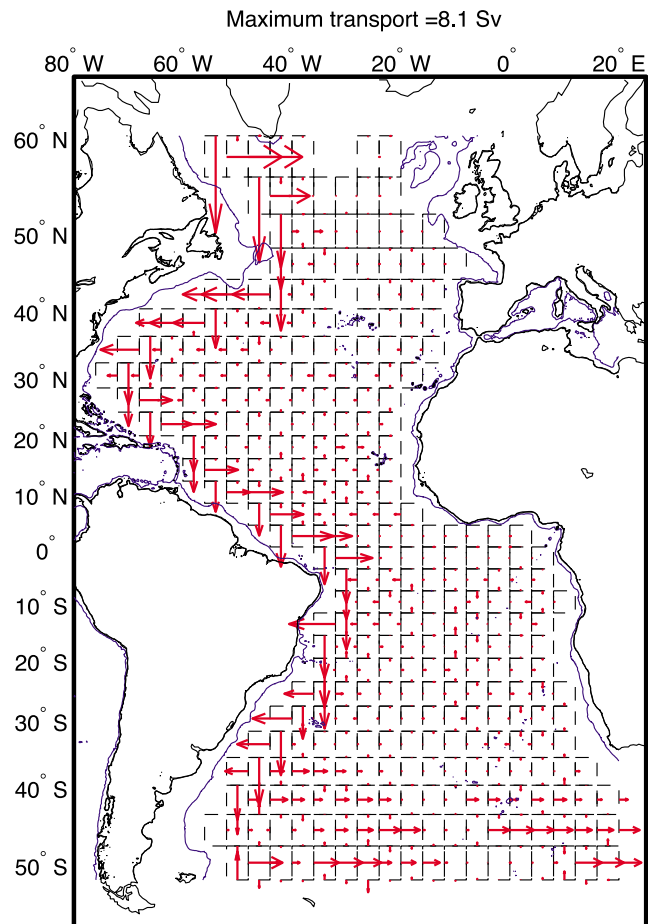 Maximum transport =8.1 Sv
80° W 60° W 40° W 20° W 0° 20° E
60° N
50° N
40° N
30° N
20° N
10° N
0°
10° S
20° S
30° S
40° S
50° S